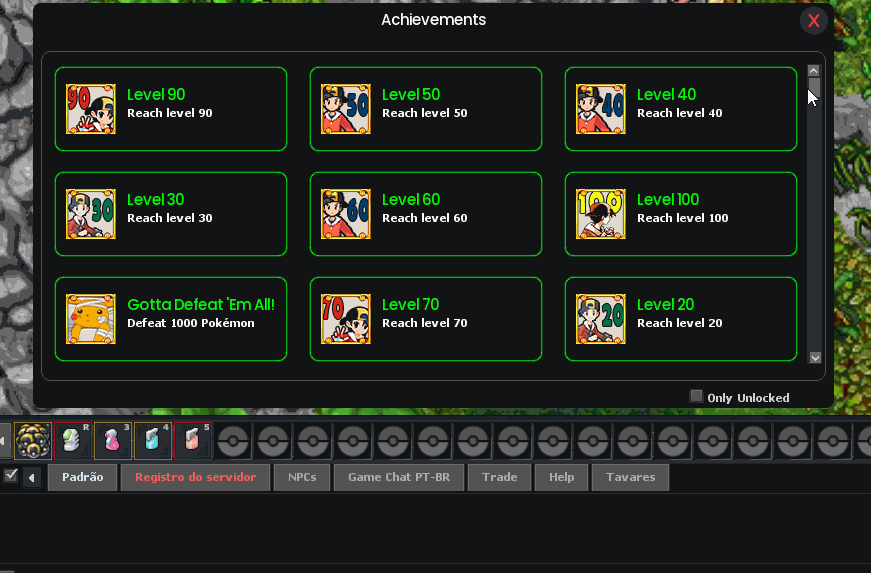 Achievements
X
90
Level 90
Reach level 90
50
Level 50
Reach level 50
40
Level 40
Reach level 40
30
Level 30
Reach level 30
60
Level 60
Reach level 60
100
Level 100
Reach level 100
Gotta Defeat 'Em All!
Defeat 1000 Pokémon
70
Level 70
Reach level 70
20
Level 20
Reach level 20
Only Unlocked
R
3
4
5
Padrão
Registro do servidor
NPCs
Game Chat PT-BR
Trade
Help
Tavares